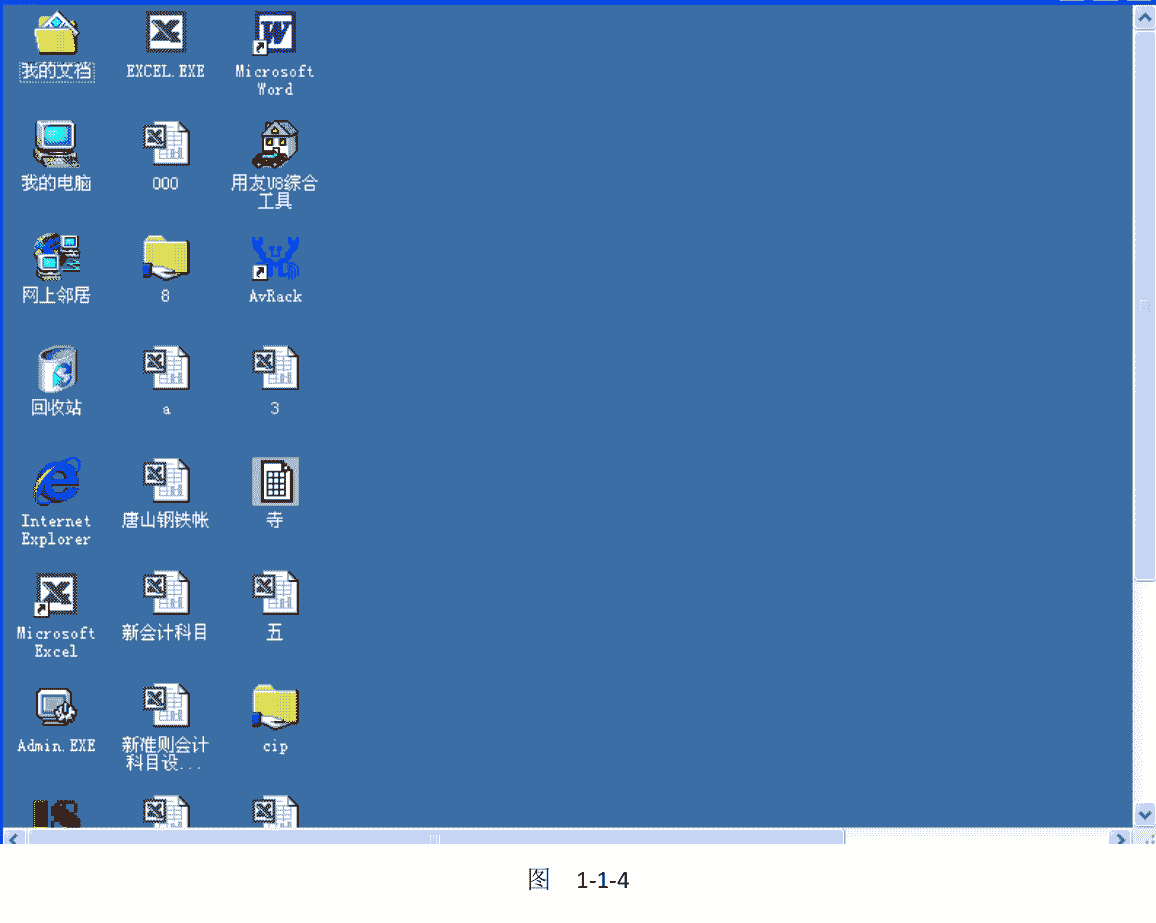 我的文档
EXCEL.EXE
Microsoft
Word
我的电脑
000
用友U8综合
工具
网上邻居
8
AvRack
回收站
a
3
Internet
Explorer
唐山钢铁帐
寺
Microsoft
Excel
新会计科目
五
Admin.EXE
新准则会计
科目设...
cip
图 1-1-4